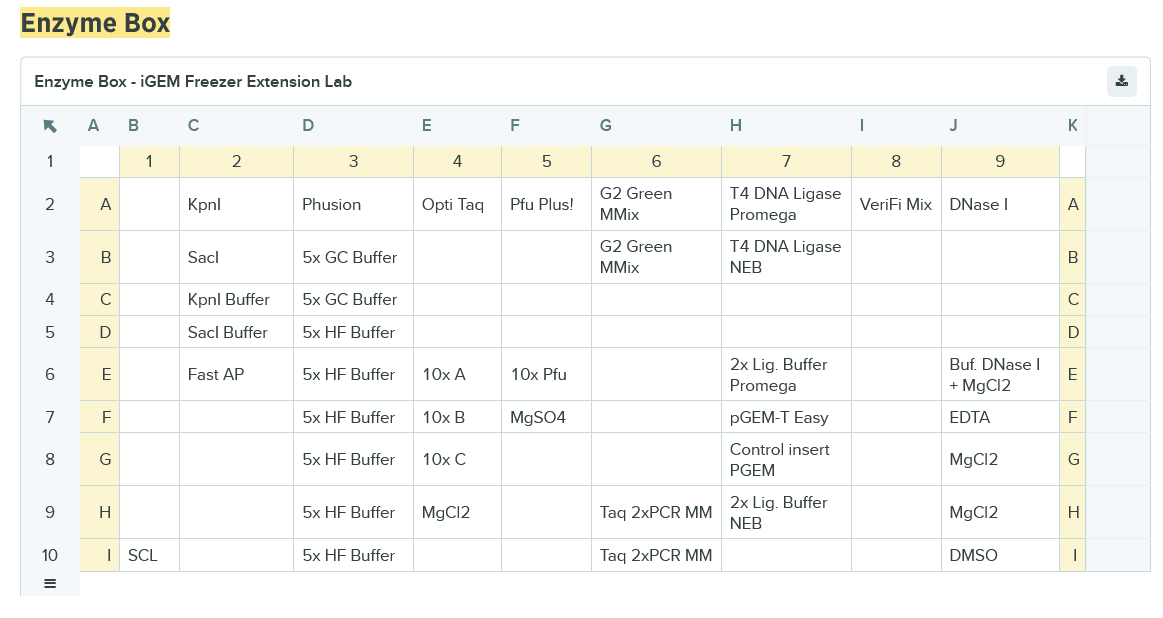 Enzyme Box
Enzyme Box - iGEM Freezer Extension Lab
A B C D E F G H I J K
1 1 2 3 4 5 6 7 8 9
2 A KpnI Phusion Opti Taq Pfu Plus! G2 Green MMix T4 DNA Ligase Promega VeriFi Mix DNase I A
3 B SacI 5x GC Buffer G2 Green MMix T4 DNA Ligase NEB B
4 C KpnI Buffer 5x GC Buffer C
5 D SacI Buffer 5x HF Buffer D
6 E Fast AP 5x HF Buffer 10x A 10x Pfu 2x Lig. Buffer Promega Buf. DNase I + MgCl2 E
7 F 5x HF Buffer 10x B MgSO4 pGEM-T Easy EDTA F
8 G 5x HF Buffer 10x C Control insert PGEM MgCl2 G
9 H 5x HF Buffer MgCl2 Taq 2xPCR MM 2x Lig. Buffer NEB MgCl2 H
10 I SCL 5x HF Buffer Taq 2xPCR MM DMSO I